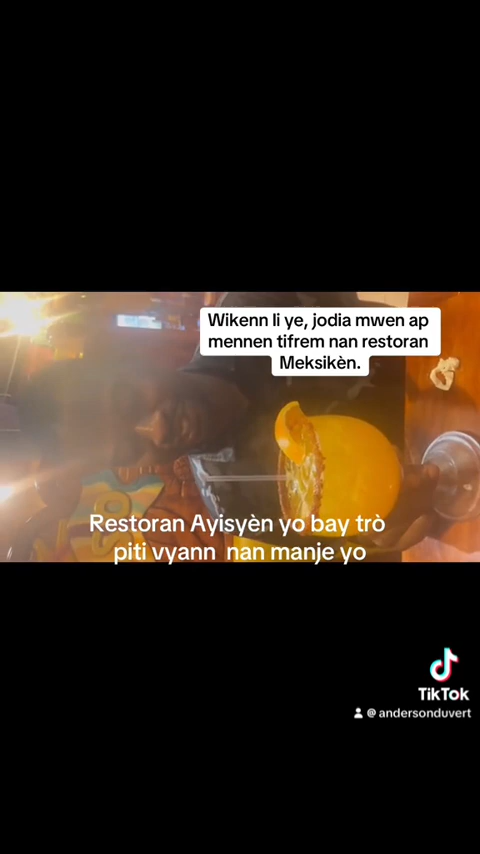 Wikenn li ye, jodia mwen ap
mennen tifrem nan restoran
Meksikèn.
Restoran Ayisyèn yo bay trò
piti vyann nan manje yo
TikTok
@andersonduvert